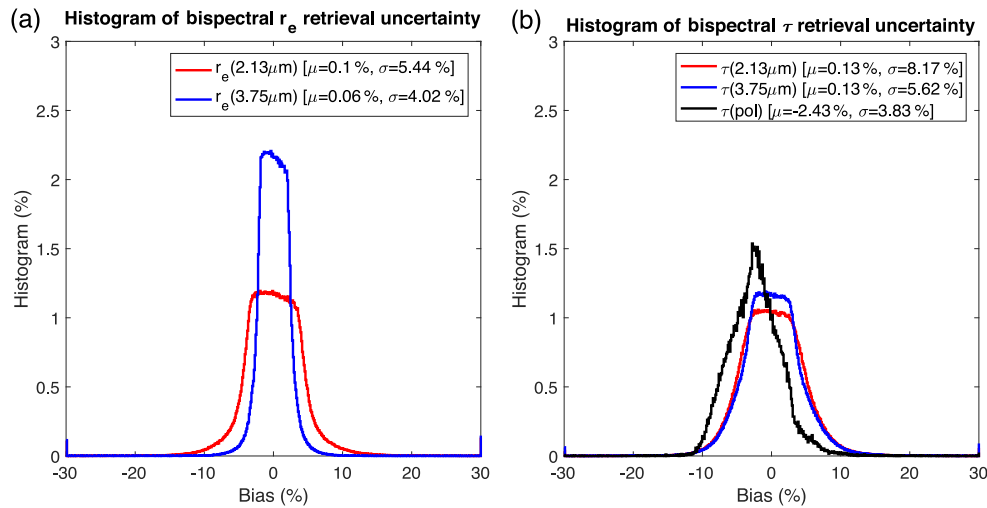 (a)
Histogram of bispectral r_e retrieval uncertainty
r_e(2.13μm) [μ=0.1 %, σ=5.44 %]
r_e(3.75μm) [μ=0.06 %, σ=4.02 %]
Histogram (%)
3
2.5
2
1.5
1
0.5
0
-30 -20 -10 0 10 20 30
Bias (%)
(b)
Histogram of bispectral τ retrieval uncertainty
τ(2.13μm) [μ=0.13 %, σ=8.17 %]
τ(3.75μm) [μ=0.13 %, σ=5.62 %]
τ(pol) [μ=-2.43 %, σ=3.83 %]
Histogram (%)
3
2.5
2
1.5
1
0.5
0
-30 -20 -10 0 10 20 30
Bias (%)